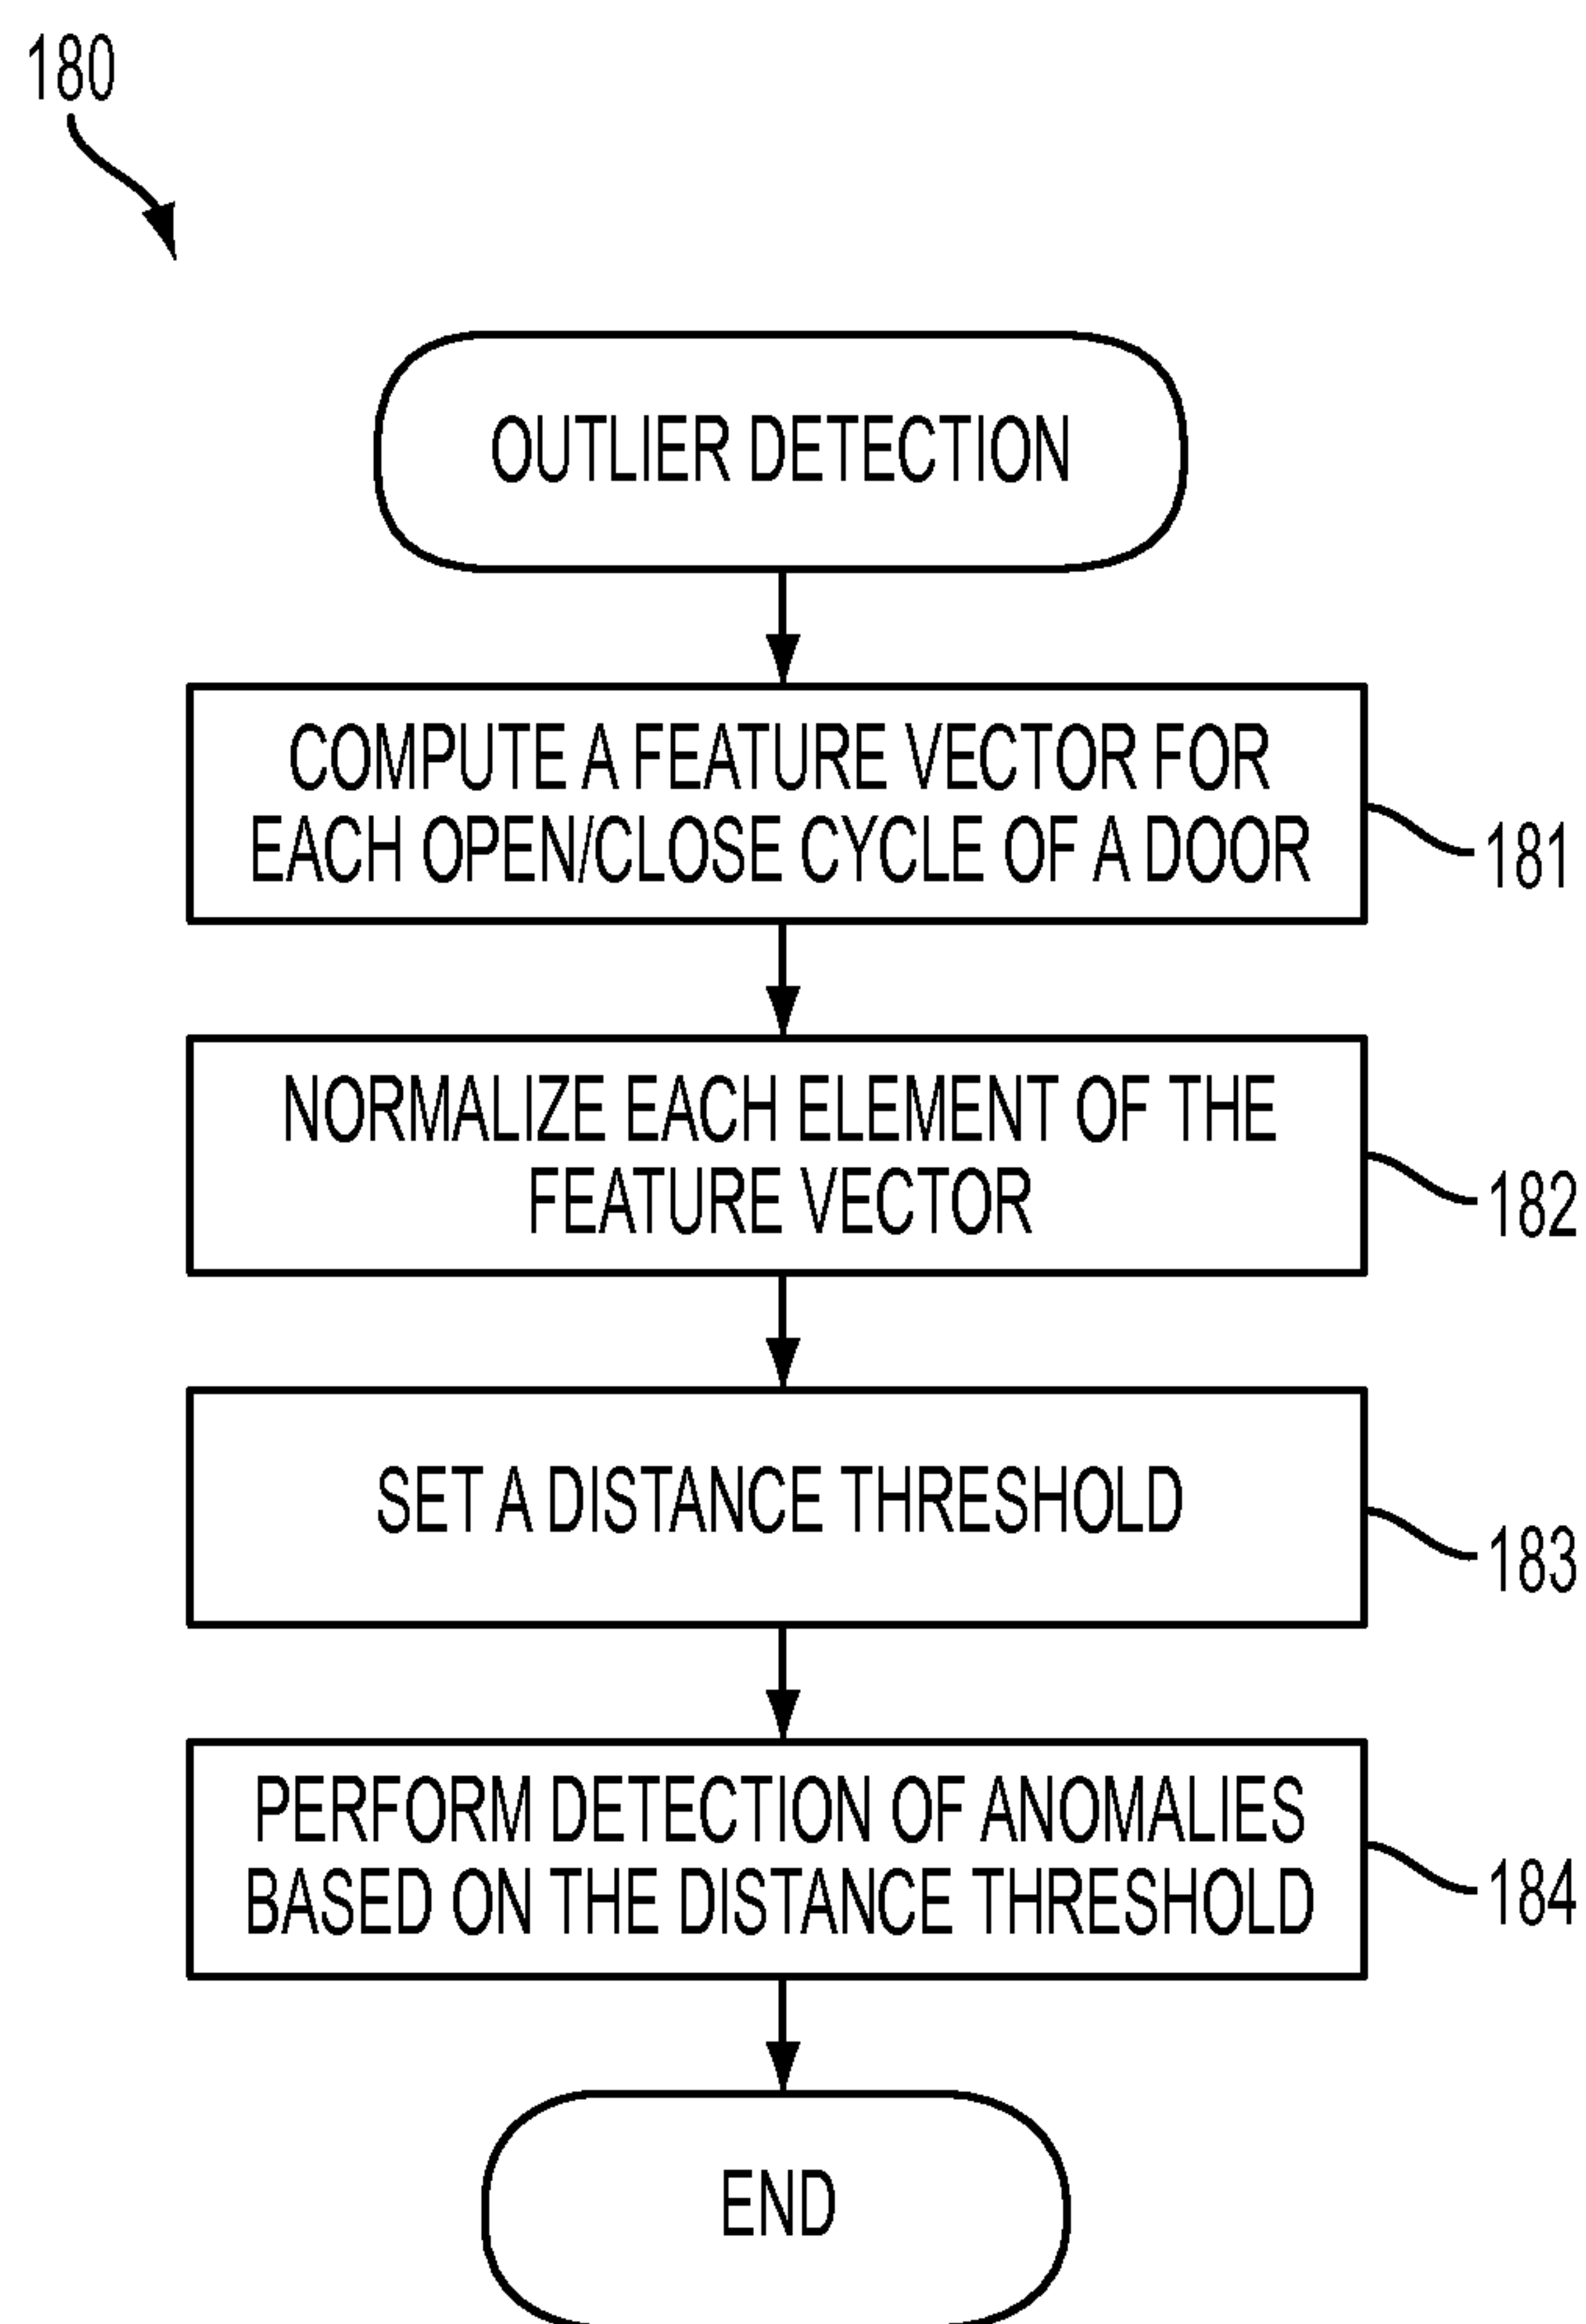 180
OUTLIER DETECTION
COMPUTE A FEATURE VECTOR FOR
EACH OPEN/CLOSE CYCLE OF A DOOR
181
NORMALIZE EACH ELEMENT OF THE
FEATURE VECTOR
182
SET A DISTANCE THRESHOLD
183
PERFORM DETECTION OF ANOMALIES
BASED ON THE DISTANCE THRESHOLD
184
END